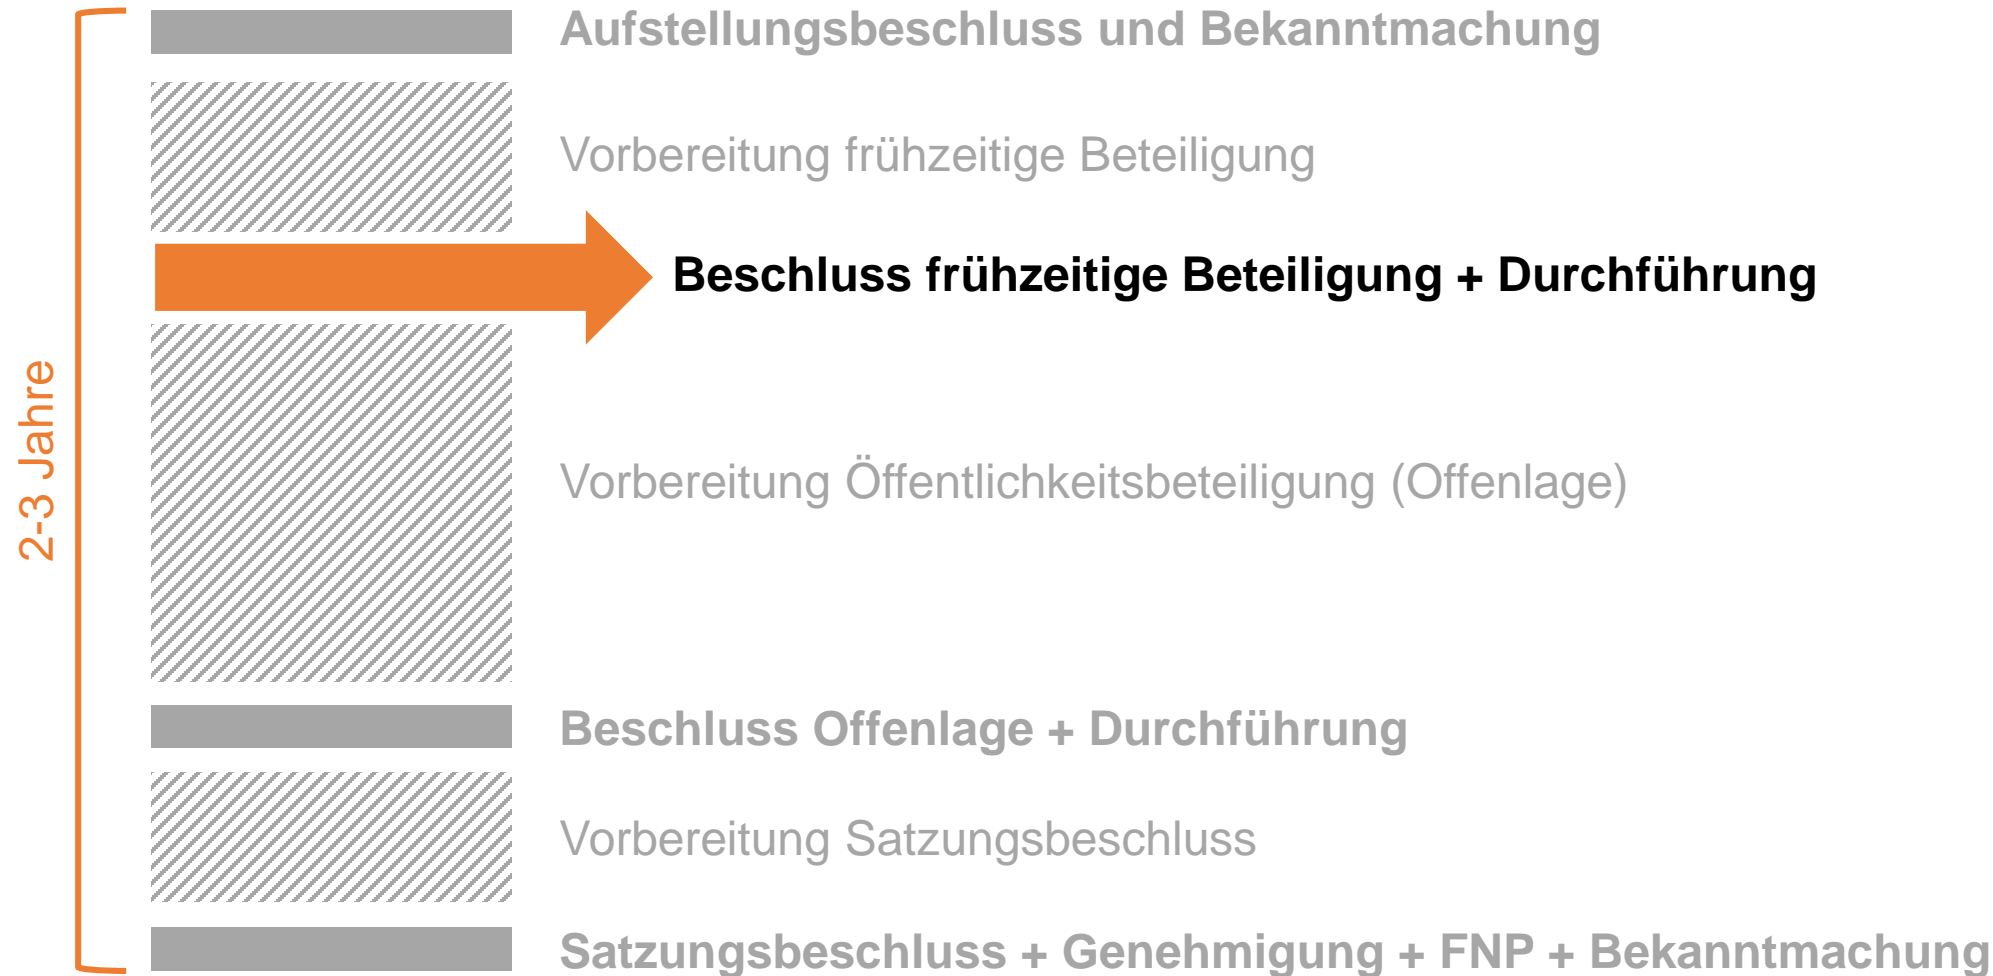 Aufstellungsbeschluss und Bekanntmachung
Vorbereitung frühzeitige Beteiligung
Beschluss frühzeitige Beteiligung + Durchführung
2-3 Jahre
Vorbereitung Öffentlichkeitsbeteiligung (Offenlage)
Beschluss Offenlage + Durchführung
Vorbereitung Satzungsbeschluss
Satzungsbeschluss + Genehmigung + FNP + Bekanntmachung